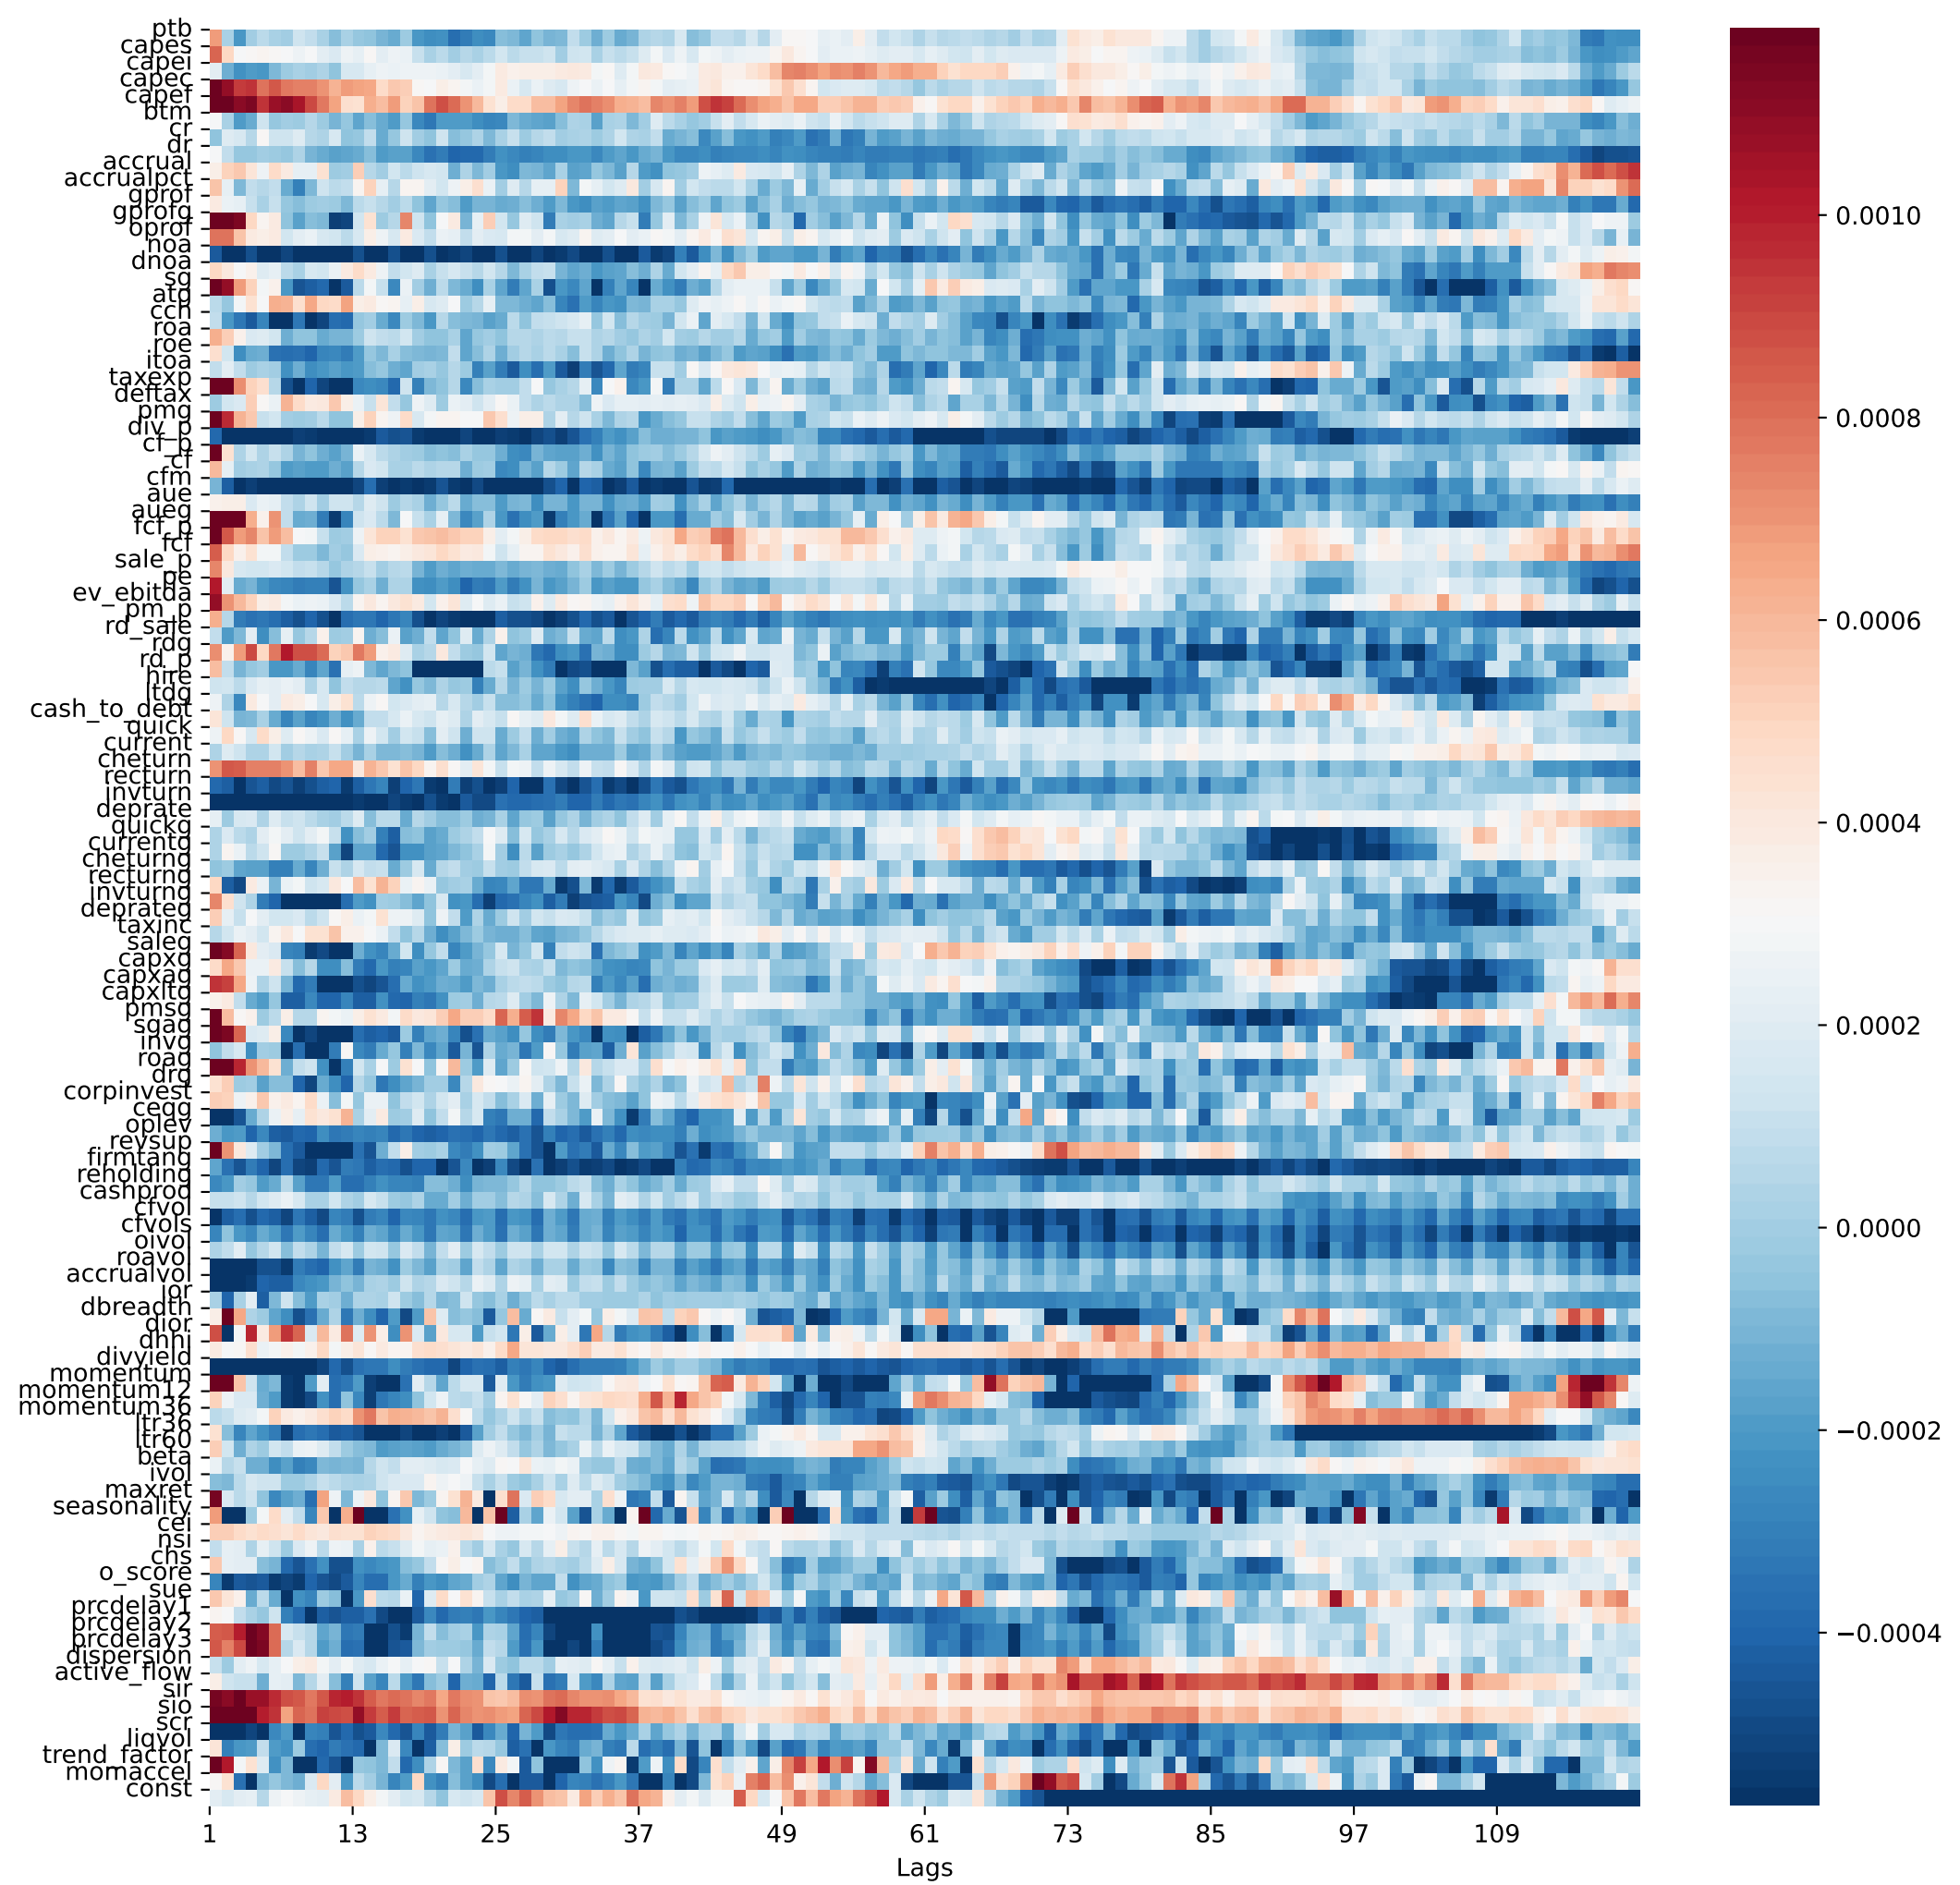 ptb
capes
capei
capec
capef
btm
cr
dr
accrual
accrualpct
gprof
gprofg
oprof
noa
dnoa
sg
atg
cch
roa
roe
itoa
taxexp
deftax
pmg
div_p
cf_p
cf
cfm
aue
aueg
fcf_p
fcf
sale_p
pe
ev_ebitda
pm_p
rd_sale
rdg
rd_p
hire
ltdg
cash_to_debt
quick
current
cheturn
recturn
invturn
deprate
quickg
currentg
cheturng
recturng
invturng
deprateg
taxinc
saleg
capxg
capxag
capxitg
pmsg
sgag
invg
roag
drg
corpinvest
ceqg
oplev
revsup
firmtang
reholding
cashprod
cfvol
cfvols
oivol
roavol
accrualvol
ior
dbreadth
dior
dhhi
divyield
momentum
momentum12
momentum36
ltr36
ltr60
beta
ivol
maxret
seasonality
cei
nsi
chs
o_score
sue
prcdelay1
prcdelay2
prcdelay3
dispersion
active_flow
sir
sio
scr
liqvol
trend_factor
momaccel
const
1 13 25 37 49 61 73 85 97 109
Lags
0.0010
0.0008
0.0006
0.0004
0.0002
0.0000
−0.0002
−0.0004